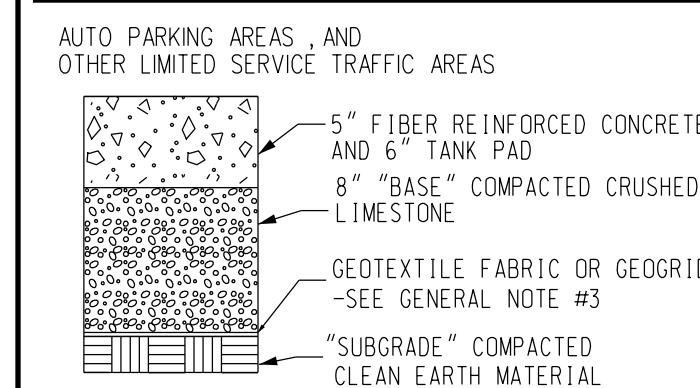 AUTO PARKING AREAS , AND
OTHER LIMITED SERVICE TRAFFIC AREAS
5" FIBER REINFORCED CONCRETE
AND 6" TANK PAD
8" "BASE" COMPACTED CRUSHED
LIMESTONE
GEOTEXTILE FABRIC OR GEOGRID
-SEE GENERAL NOTE #3
"SUBGRADE" COMPACTED
CLEAN EARTH MATERIAL